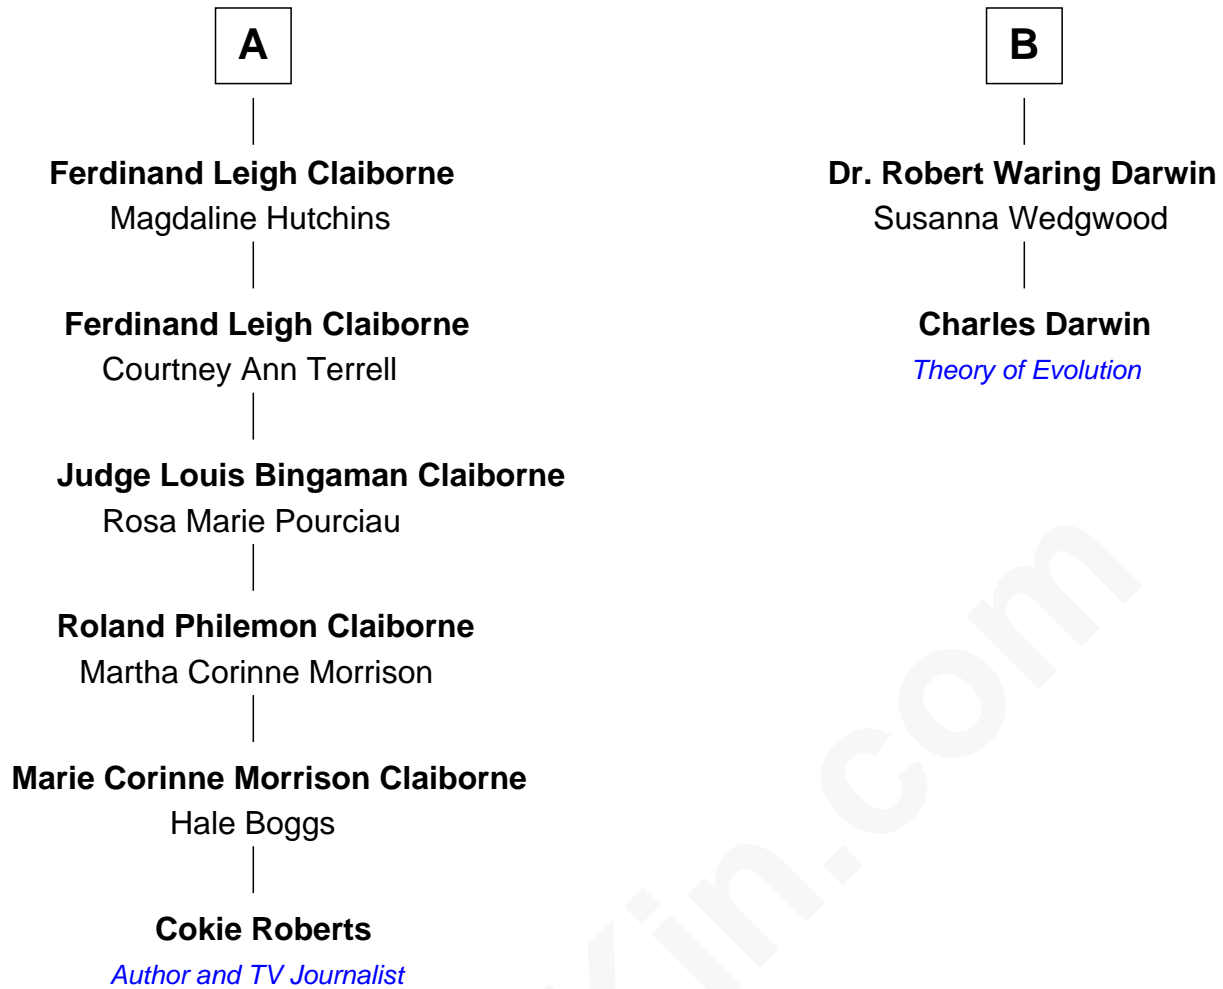 A
Ferdinand Leigh Claiborne
Magdaline Hutchins
Ferdinand Leigh Claiborne
Courtney Ann Terrell
Judge Louis Bingaman Claiborne
Rosa Marie Pourciau
Roland Philemon Claiborne
Martha Corinne Morrison
Marie Corinne Morrison Claiborne
Hale Boggs
Cokie Roberts
Author and TV Journalist
B
Dr. Robert Waring Darwin
Susanna Wedgwood
Charles Darwin
Theory of Evolution
Kin.com